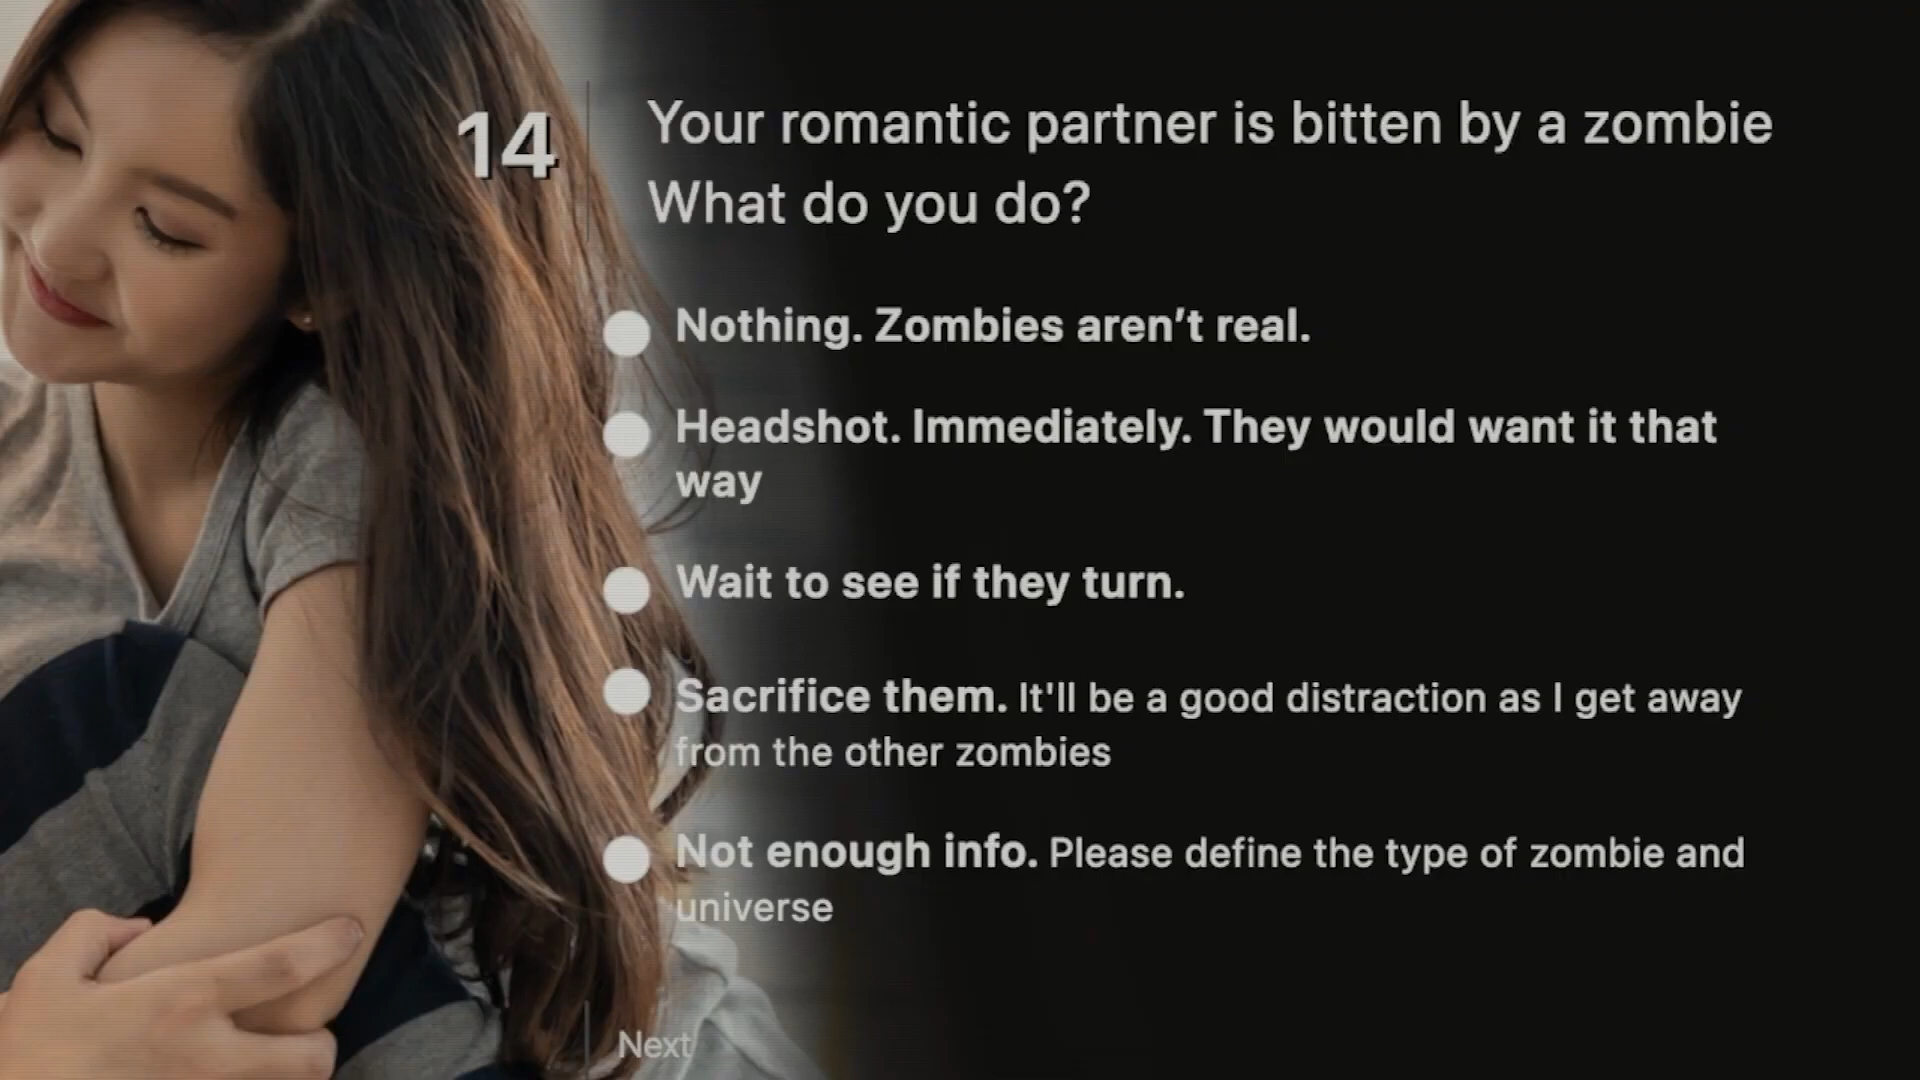 14
Your romantic partner is bitten by a zombie
What do you do?
Nothing. Zombies aren’t real.
Headshot. Immediately. They would want it that
way
Wait to see if they turn.
Sacrifice them. It'll be a good distraction as I get away
from the other zombies
Not enough info. Please define the type of zombie and
universe
Next